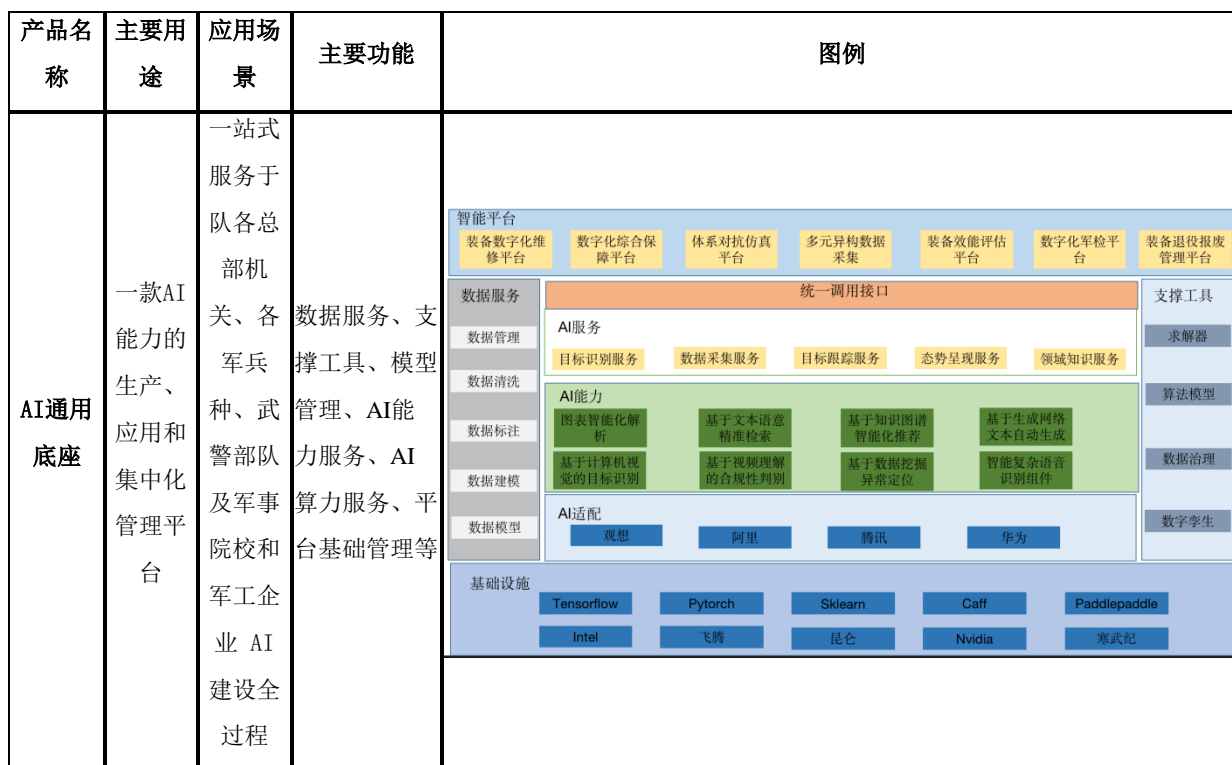 产品名
称
主要用
途
应用场
景
主要功能
图例
AI通用
底座
一款AI
能力的
生产、
应用和
集中化
管理平
台
一站式
服务于
队各总
部机
关、各
军兵
种、武
警部队
及军事
院校和
军工企
业 AI
建设全
过程
数据服务、支
撑工具、模型
管理、AI能
力服务、AI
算力服务、平
台基础管理等
智能平台
装备数字化维
修平台
数字化综合保
障平台
体系对抗仿真
平台
多元异构数据
采集
装备效能评估
平台
数字化军检平
台
装备退役报废
管理平台
数据服务
数据管理
数据清洗
数据标注
数据建模
数据模型
统一调用接口
AI服务
目标识别服务
数据采集服务
目标跟踪服务
态势呈现服务
领域知识服务
AI能力
图表智能化解
析
基于文本语意
精准检索
基于知识图谱
智能化推荐
基于生成网络
文本自动生成
基于计算机视
觉的目标识别
基于视频理解
的合规性判别
基于数据挖掘
异常定位
智能复杂语音
识别组件
AI适配
观想
阿里
腾讯
华为
支撑工具
求解器
算法模型
数据治理
数字孪生
基础设施
Tensorflow
Pytorch
Sklearn
Caff
Paddlepaddle
Intel
飞腾
昆仑
Nvidia
寒武纪